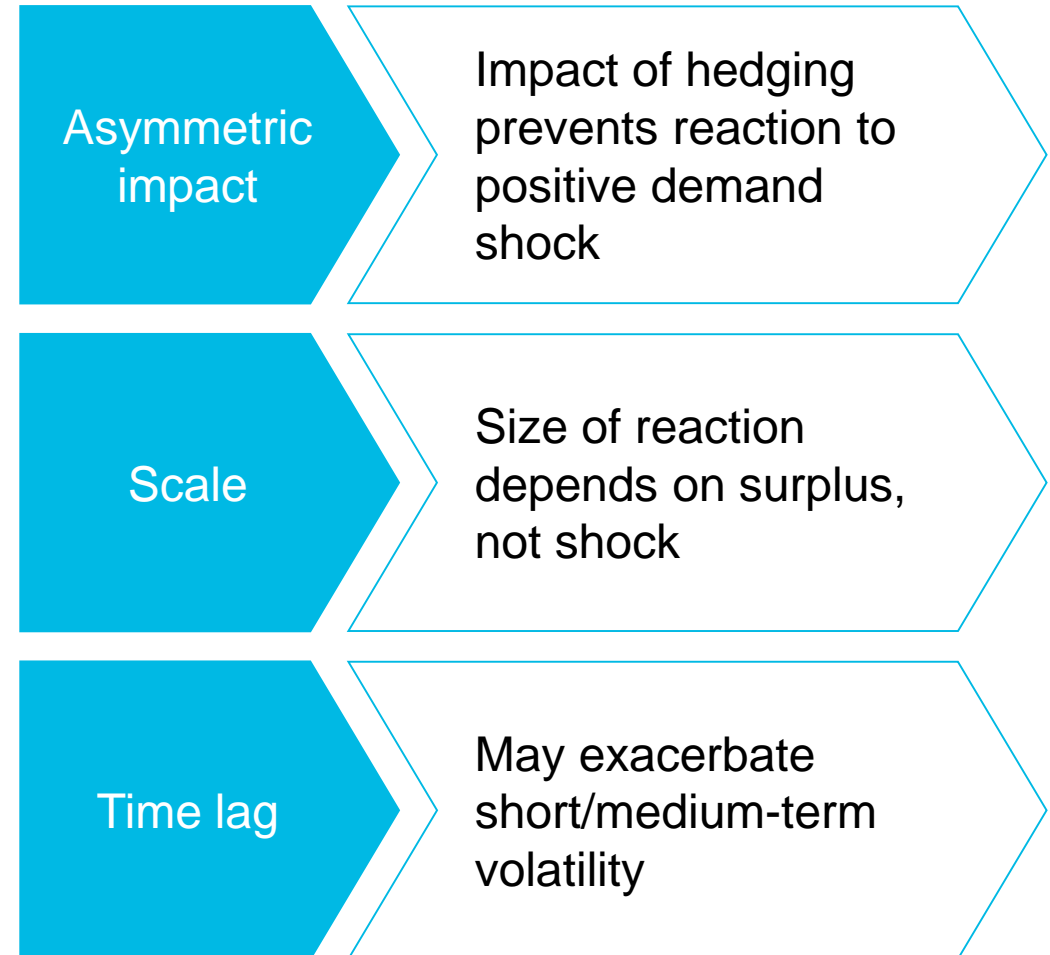 Asymmetric
impact
Impact of hedging
prevents reaction to
positive demand
shock
Scale
Size of reaction
depends on surplus,
not shock
Time lag
May exacerbate
short/medium-term
volatility